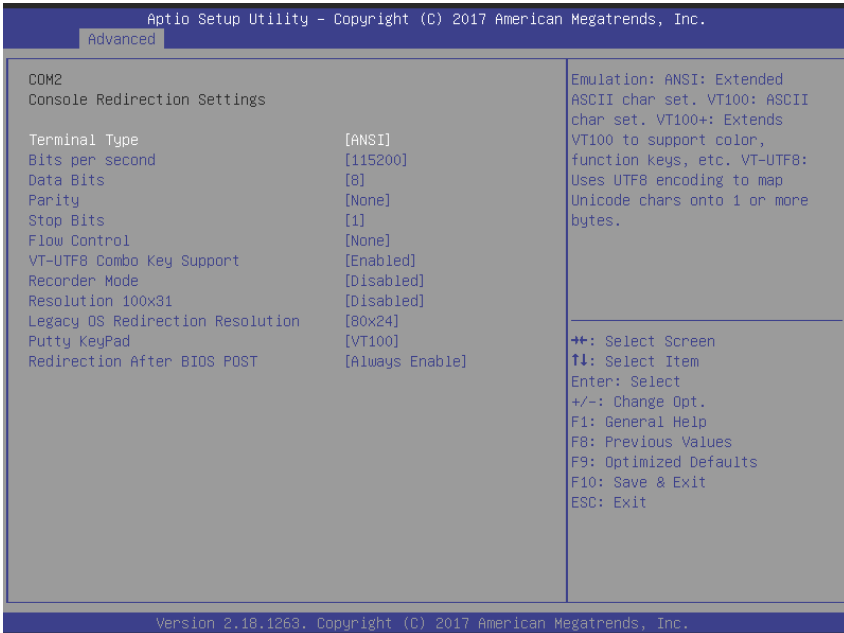 Aptio Setup Utility – Copyright (C) 2017 American Megatrends, Inc.
Advanced
COM2
Console Redirection Settings
Terminal Type [ANSI]
Bits per second [115200]
Data Bits [8]
Parity [None]
Stop Bits [1]
Flow Control [None]
VT-UTF8 Combo Key Support [Enabled]
Recorder Mode [Disabled]
Resolution 100x31 [Disabled]
Legacy OS Redirection Resolution [80x24]
Putty KeyPad [VT100]
Redirection After BIOS POST [Always Enable]
Emulation: ANSI: Extended
ASCII char set. VT100: ASCII
char set. VT100+: Extends
VT100 to support color,
function keys, etc. VT-UTF8:
Uses UTF8 encoding to map
Unicode chars onto 1 or more
bytes.
→←: Select Screen
↑↓: Select Item
Enter: Select
+/-: Change Opt.
F1: General Help
F8: Previous Values
F9: Optimized Defaults
F10: Save & Exit
ESC: Exit
Version 2.18.1263. Copyright (C) 2017 American Megatrends, Inc.